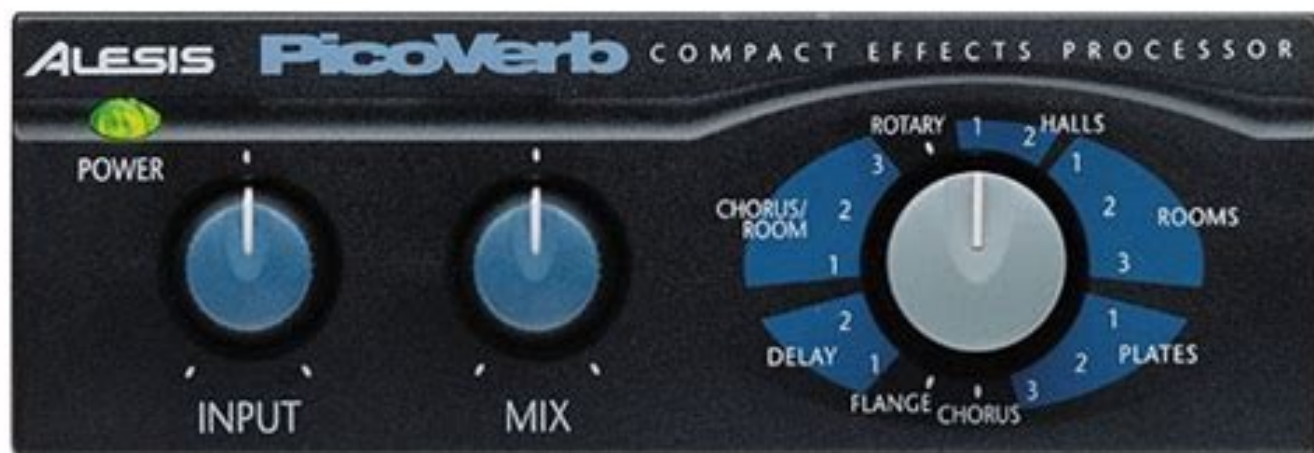 ALESIS PicoVerb COMPACT EFFECTS PROCESSOR
POWER
INPUT
MIX
ROTARY
1 2 HALLS
1 2 3 ROOMS
1 2 3 PLATES
CHORUS
FLANGE
1 2 DELAY
1 2 3 CHORUS/
ROOM